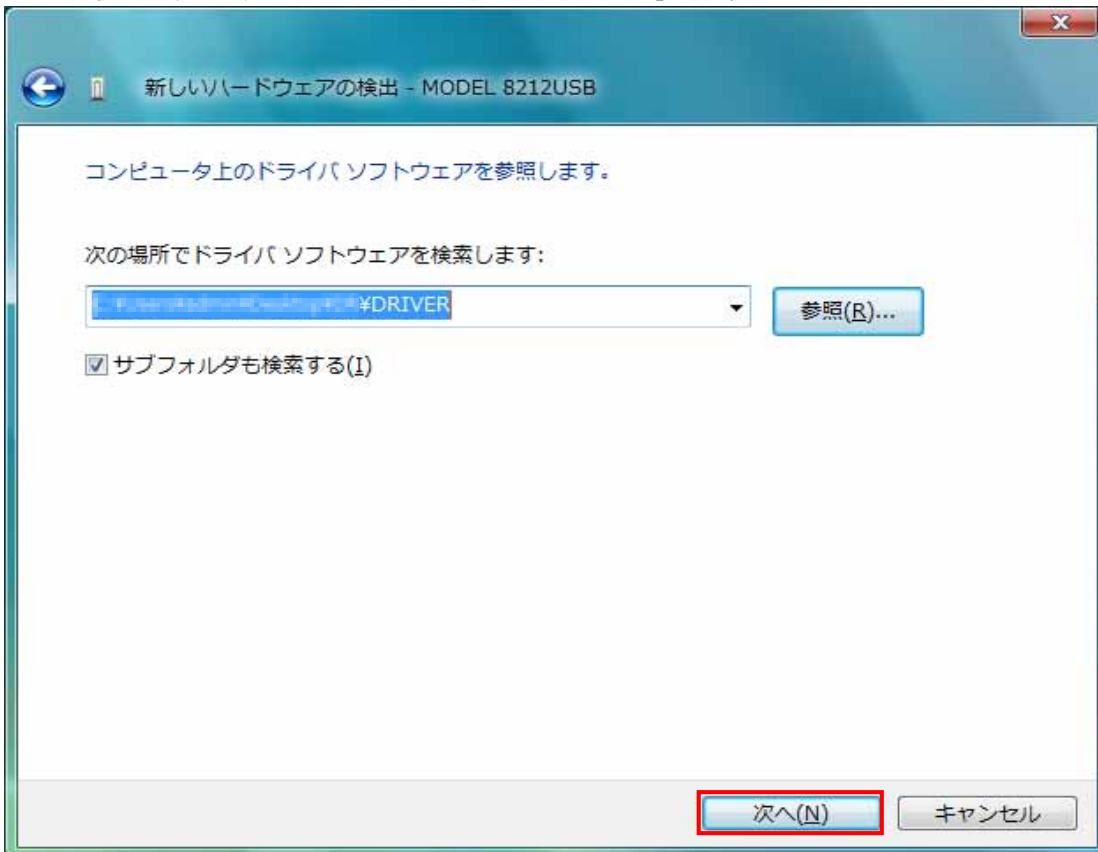 新しいハードウェアの検出 - MODEL 8212USB
コンピュータ上のドライバ ソフトウェアを参照します。
次の場所でドライバ ソフトウェアを検索します:
¥DRIVER
参照(R)...
サブフォルダも検索する(I)
次へ(N)
キャンセル